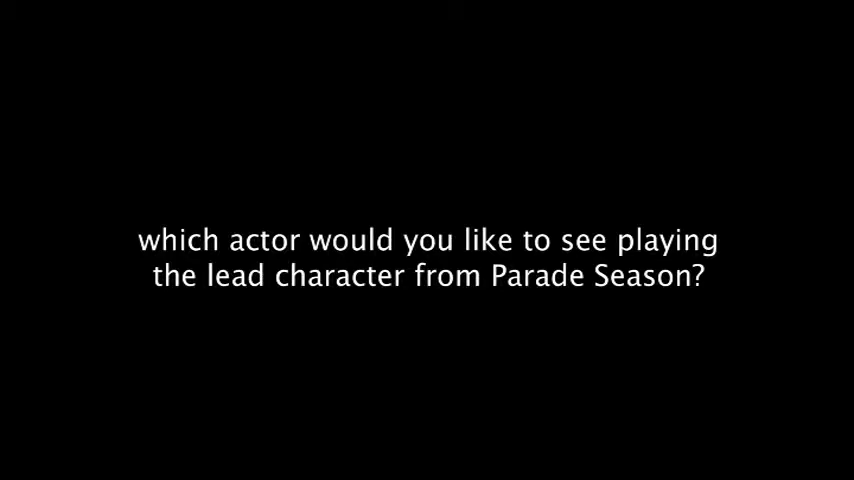 which actor would you like to see playing
the lead character from Parade Season?